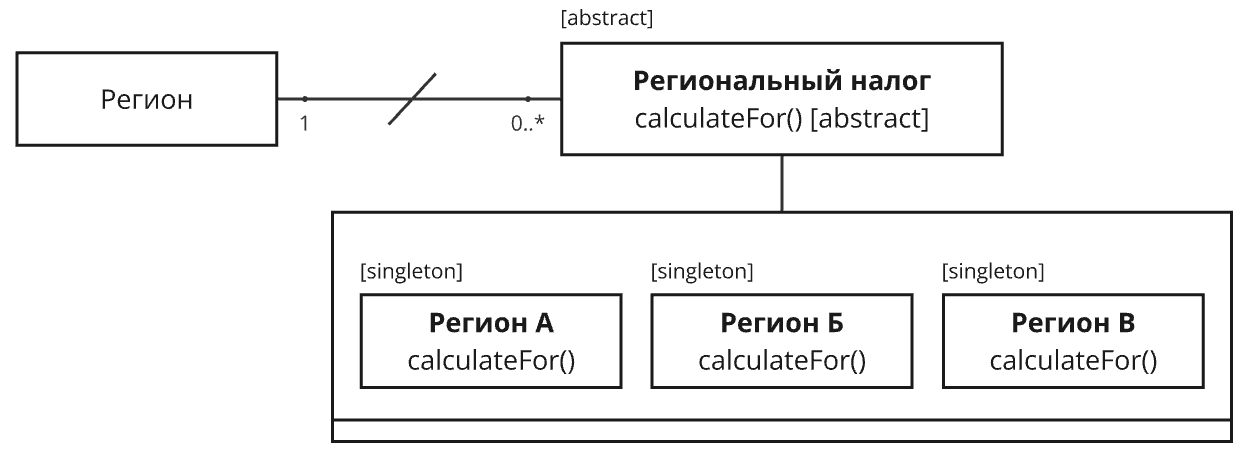 [abstract]
Регион
1
0..*
Региональный налог
calculateFor() [abstract]
[singleton]
Регион А
calculateFor()
[singleton]
Регион Б
calculateFor()
[singleton]
Регион В
calculateFor()